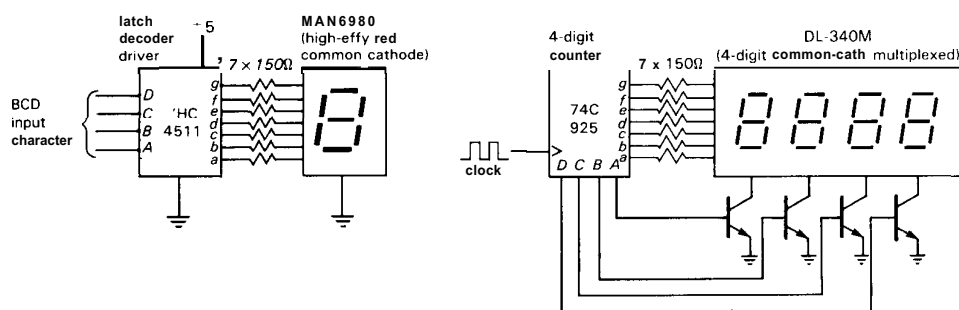 latch
decoder
driver
+5
MAN6980
(high-effy red
common cathode)
7 × 150Ω
BCD
input
character
D
C
B
A
'HC
4511
g
f
e
d
c
b
a
4-digit
counter
7 × 150Ω
DL-340M
(4-digit common-cath multiplexed)
74C
925
g
f
e
d
c
b
a
clock
D C B A